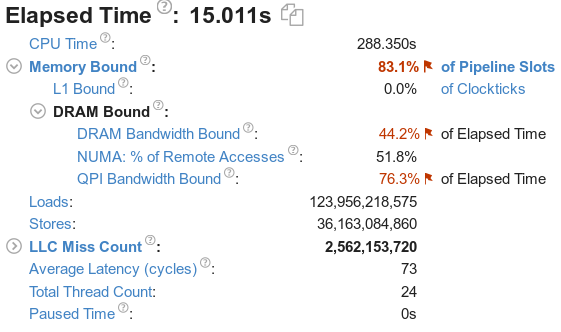 Elapsed Time ?: 15.011s
CPU Time ?: 288.350s
Memory Bound ?: 83.1% of Pipeline Slots
L1 Bound ?: 0.0% of Clockticks
DRAM Bound ?:
DRAM Bandwidth Bound ?: 44.2% of Elapsed Time
NUMA: % of Remote Accesses ?: 51.8%
QPI Bandwidth Bound ?: 76.3% of Elapsed Time
Loads: 123,956,218,575
Stores: 36,163,084,860
LLC Miss Count ?: 2,562,153,720
Average Latency (cycles) ?: 73
Total Thread Count: 24
Paused Time ?: 0s